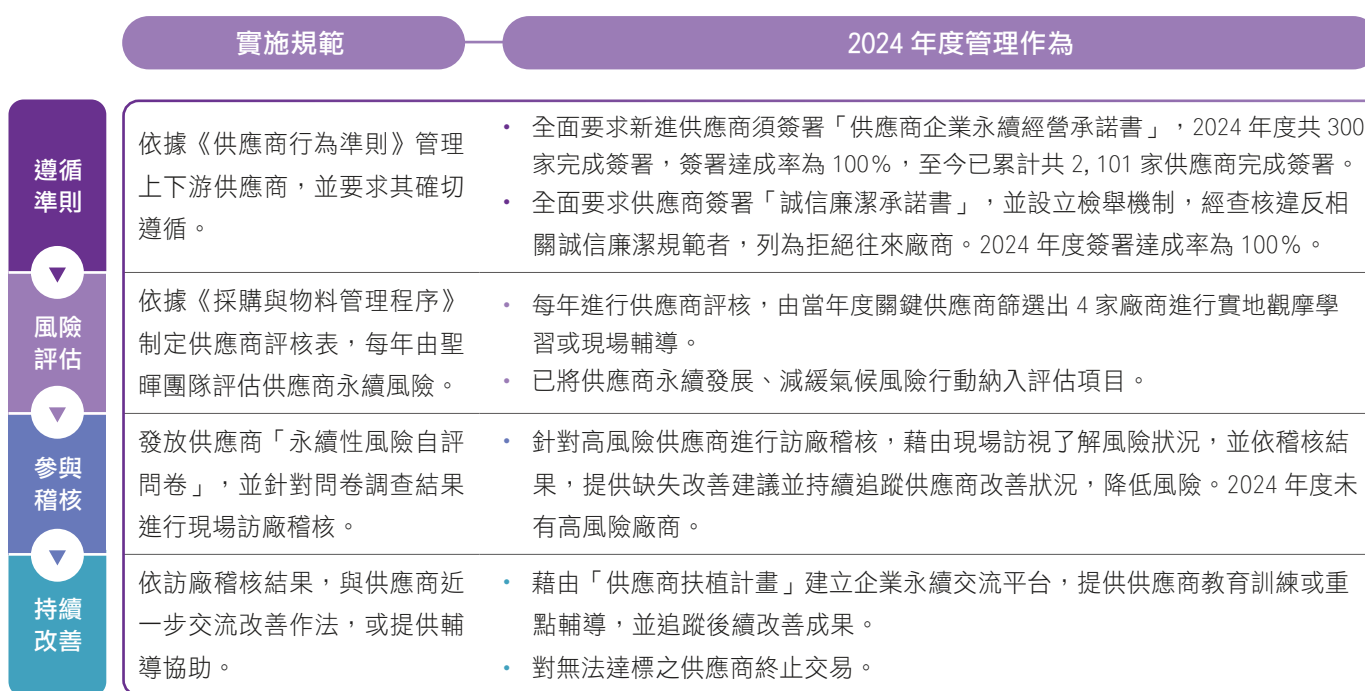 實施規範
2024 年度管理作為
遵循
準則
依據《供應商行為準則》管理
上下游供應商，並要求其確切
遵循。
• 全面要求新進供應商須簽署「供應商企業永續經營承諾書」，2024 年度共 300
家完成簽署，簽署達成率為 100%，至今已累計共 2,101 家供應商完成簽署。
• 全面要求供應商簽署「誠信廉潔承諾書」，並設立檢舉機制，經查核違反相
關誠信廉潔規範者，列為拒絕往來廠商。2024 年度簽署達成率為 100%。
風險
評估
依據《採購與物料管理程序》
制定供應商評核表，每年由聖
暉團隊評估供應商永續風險。
• 每年進行供應商評核，由當年度關鍵供應商篩選出 4 家廠商進行實地觀摩學
習或現場輔導。
• 已將供應商永續發展、減緩氣候風險行動納入評估項目。
參與
稽核
發放供應商「永續性風險自評
問卷」，並針對問卷調查結果
進行現場訪廠稽核。
• 針對高風險供應商進行訪廠稽核，藉由現場訪視了解風險狀況，並依稽核結
果，提供缺失改善建議並持續追蹤供應商改善狀況，降低風險。2024 年度未
有高風險廠商。
持續
改善
依訪廠稽核結果，與供應商近
一步交流改善作法，或提供輔
導協助。
• 藉由「供應商扶植計畫」建立企業永續交流平台，提供供應商教育訓練或重
點輔導，並追蹤後續改善成果。
• 對無法達標之供應商終止交易。